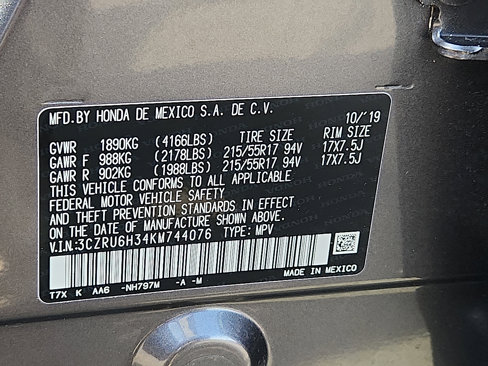 MFD.BY HONDA DE MEXICO S.A. DE C.V. 10/'19
GVWR 1890KG (4166LBS) TIRE SIZE RIM SIZE
GAWR F 988KG (2178LBS) 215/55R17 94V 17X7.5J
GAWR R 902KG (1988LBS) 215/55R17 94V 17X7.5J
THIS VEHICLE CONFORMS TO ALL APPLICABLE
FEDERAL MOTOR VEHICLE SAFETY
AND THEFT PREVENTION STANDARDS IN EFFECT
ON THE DATE OF MANUFACTURE SHOWN ABOVE.
V.I.N:3CZRU6H34KM744076 TYPE: MPV
MADE IN MEXICO
T7X K AA6 -NH797M -A -M